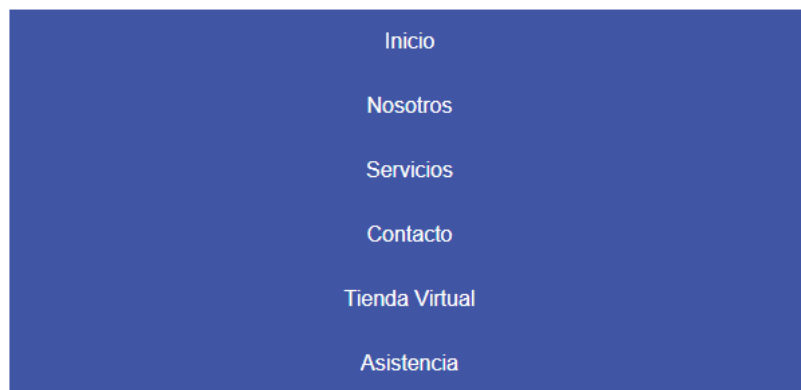 Inicio
Nosotros
Servicios
Contacto
Tienda Virtual
Asistencia